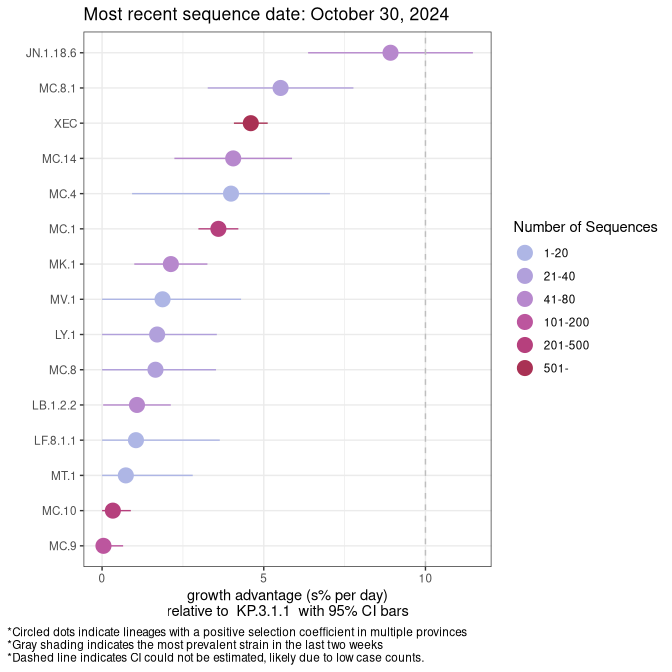 Most recent sequence date: October 30, 2024
JN.1.18.6
MC.8.1
XEC
MC.14
MC.4
MC.1
MK.1
MV.1
LY.1
MC.8
LB.1.2.2
LF.8.1.1
MT.1
MC.10
MC.9
0 5 10
growth advantage (s% per day)
relative to KP.3.1.1 with 95% CI bars
Number of Sequences
1-20
21-40
41-80
101-200
201-500
501-
*Circled dots indicate lineages with a positive selection coefficient in multiple provinces
*Gray shading indicates the most prevalent strain in the last two weeks
*Dashed line indicates CI could not be estimated, likely due to low case counts.